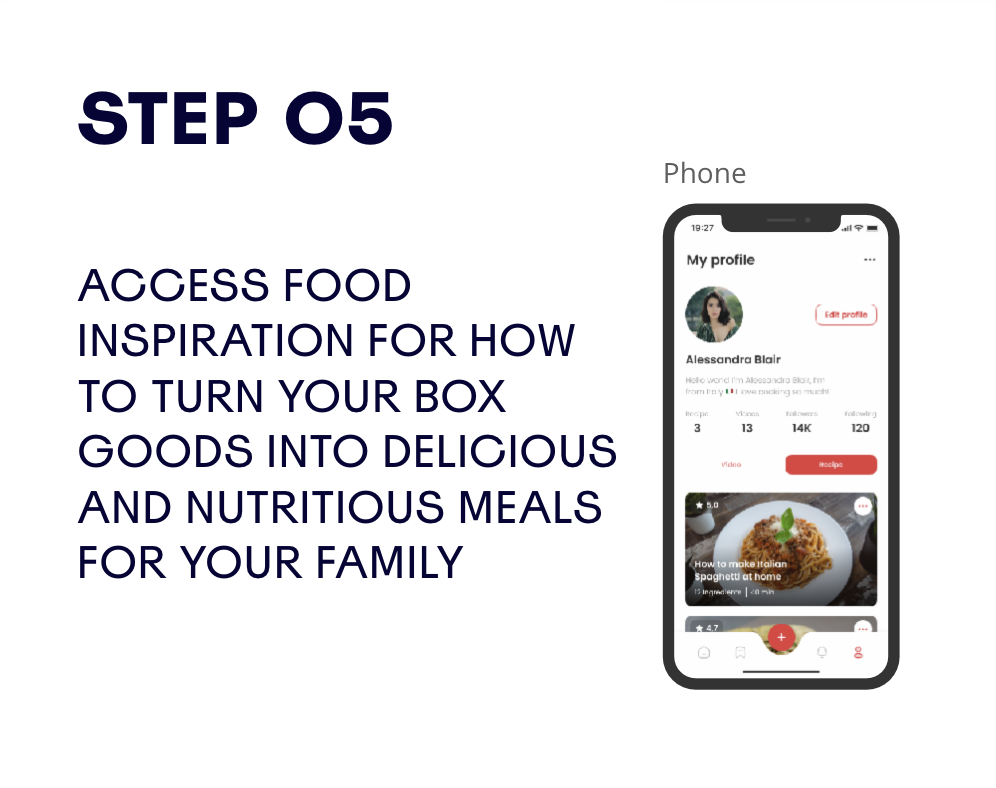 STEP 05
ACCESS FOOD
INSPIRATION FOR HOW
TO TURN YOUR BOX
GOODS INTO DELICIOUS
AND NUTRITIOUS MEALS
FOR YOUR FAMILY
Phone
19:27
My profile
Edit profile
Alessandra Blair
Hello world I'm Alessandra Blair, I'm
from Italy 🇮🇹 I love cooking so much!
Recipe Videos Followers Following
3 13 14K 120
Video Recipe
5,0
How to make Italian
Spaghetti at home
12 Ingredients | 40 min
4,7